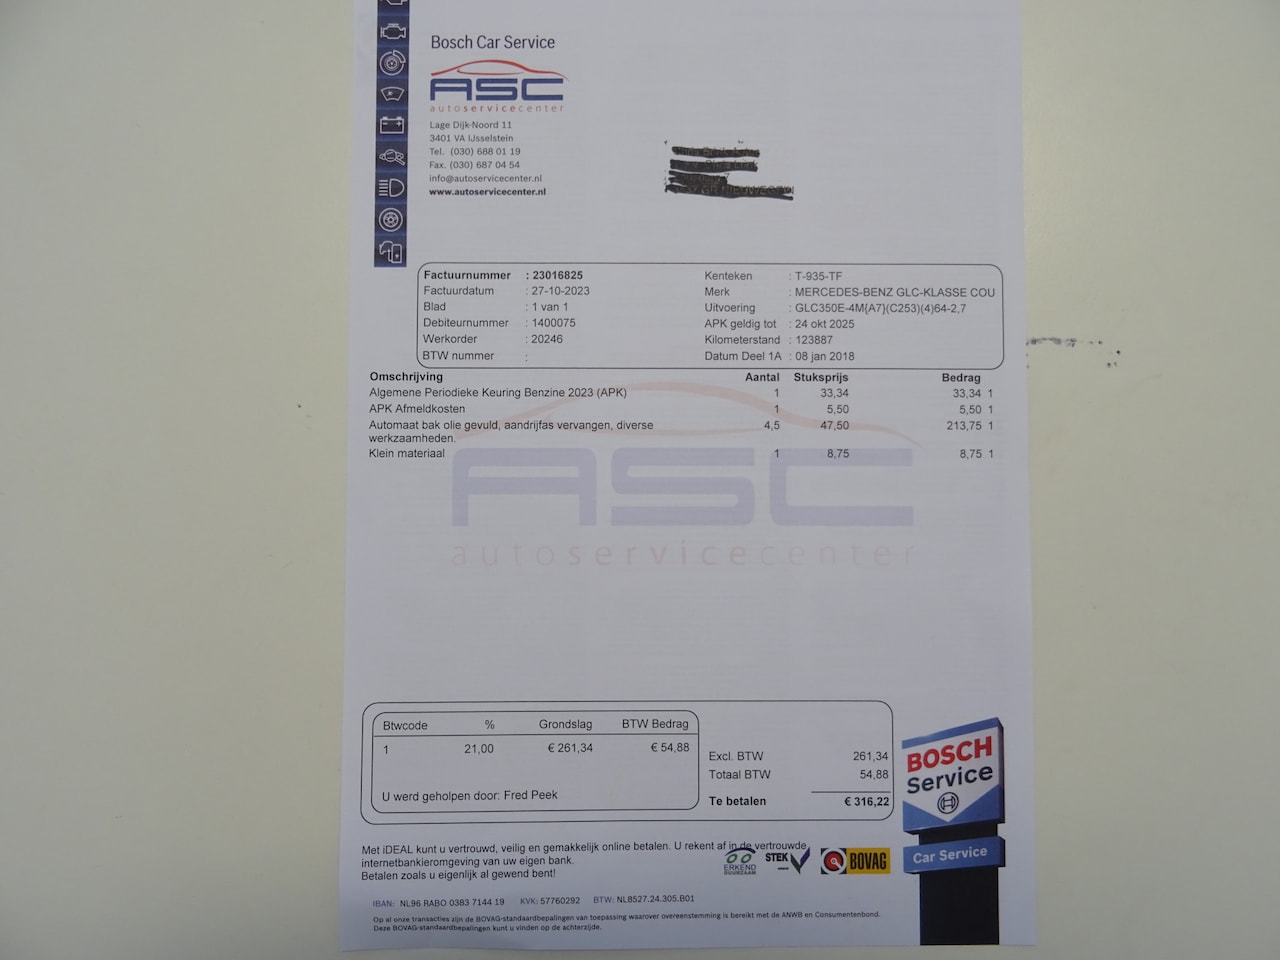 Bosch Car Service
ASC
autoservicecenter
Lage Dijk-Noord 11
3401 VA IJsselstein
Tel. (030) 688 01 19
Fax. (030) 687 04 54
info@autoservicecenter.nl
www.autoservicecenter.nl
Factuurnummer : 23016825
Factuurdatum : 27-10-2023
Blad : 1 van 1
Debiteurnummer : 1400075
Werkorder : 20246
BTW nummer :
Kenteken : T-935-TF
Merk : MERCEDES-BENZ GLC-KLASSE COU
Uitvoering : GLC350E-4M{A7}(C253)(4)64-2,7
APK geldig tot : 24 okt 2025
Kilometerstand : 123887
Datum Deel 1A : 08 jan 2018
Omschrijving Aantal Stuksprijs Bedrag
Algemene Periodieke Keuring Benzine 2023 (APK) 1 33,34 33,34 1
APK Afmeldkosten 1 5,50 5,50 1
Automaat bak olie gevuld, aandrijfas vervangen, diverse 4,5 47,50 213,75 1
werkzaamheden.
Klein materiaal 1 8,75 8,75 1
ASC
autoservicecenter
Btwcode % Grondslag BTW Bedrag
1 21,00 € 261,34 € 54,88
U werd geholpen door: Fred Peek
Excl. BTW 261,34
Totaal BTW 54,88
Te betalen € 316,22
BOSCH
Service
Car Service
Met iDEAL kunt u vertrouwd, veilig en gemakkelijk online betalen. U rekent af in de vertrouwde
internetbankieromgeving van uw eigen bank.
Betalen zoals u eigenlijk al gewend bent!
ERKEND
DUURZAAM
STEK
BOVAG
IBAN: NL96 RABO 0383 7144 19 KVK: 57760292 BTW: NL8527.24.305.B01
Op al onze transacties zijn de BOVAG-standaardbepalingen van toepassing waarover overeenstemming is bereikt met de ANWB en Consumentenbond.
Deze BOVAG-standaardbepalingen kunt u vinden op de achterzijde.